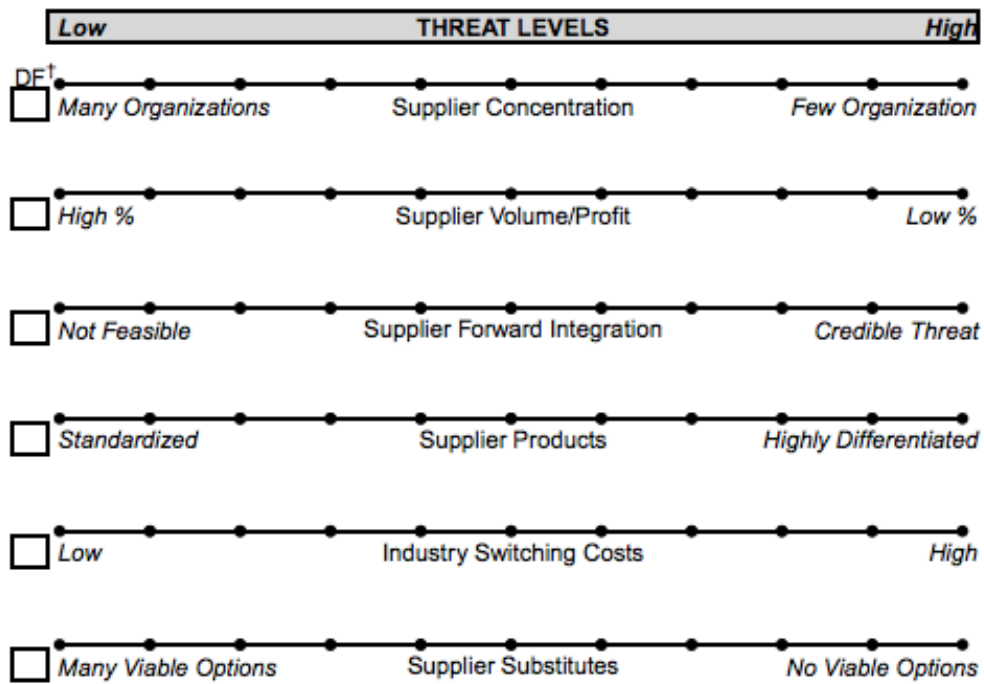 Low THREAT LEVELS High
DF†
Many Organizations Supplier Concentration Few Organization
High % Supplier Volume/Profit Low %
Not Feasible Supplier Forward Integration Credible Threat
Standardized Supplier Products Highly Differentiated
Low Industry Switching Costs High
Many Viable Options Supplier Substitutes No Viable Options